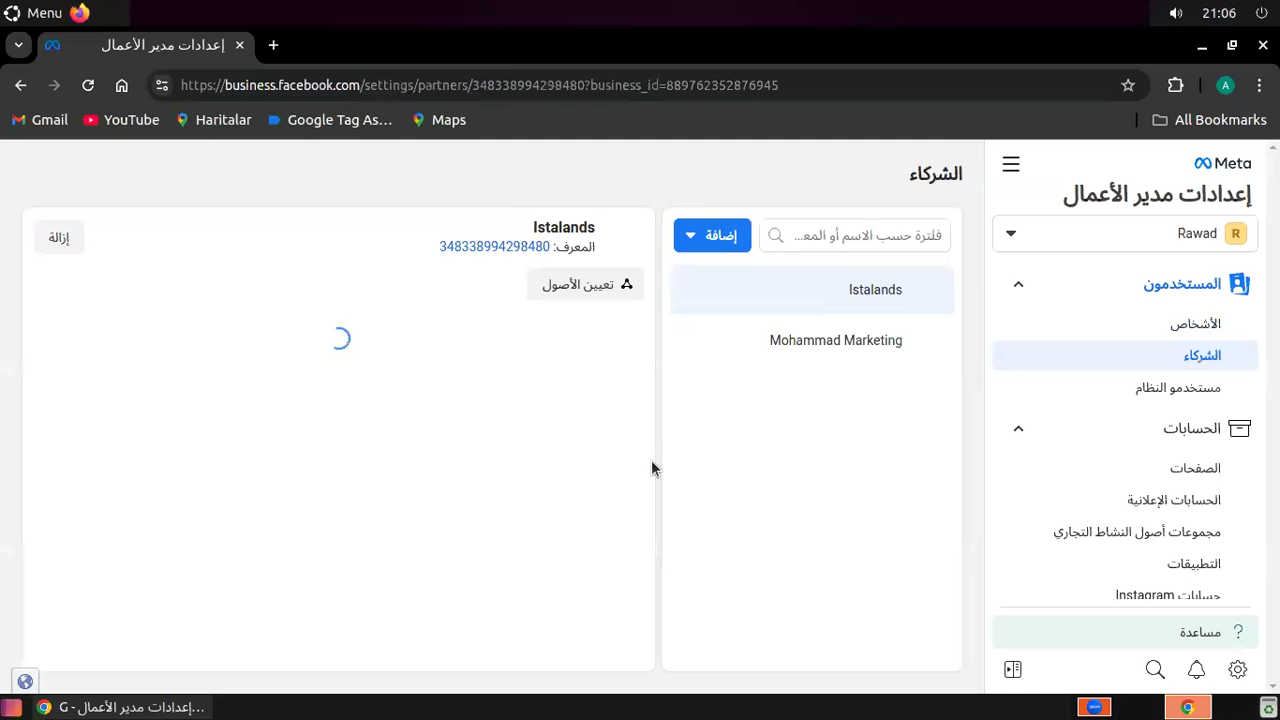 Menu
21:06
إعدادات مدير الأعمال
https://business.facebook.com/settings/partners/348338994298480?business_id=889762352876945
A
Gmail
YouTube
Haritalar
Google Tag As...
Maps
All Bookmarks
Meta
إعدادات مدير الأعمال
R Rawad
المستخدمون
الأشخاص
الشركاء
مستخدمو النظام
الحسابات
الصفحات
الحسابات الإعلانية
مجموعات أصول النشاط التجاري
التطبيقات
حسابات Instagram
مساعدة
الشركاء
فلترة حسب الاسم أو المع...
إضافة
Istalands
Mohammad Marketing
Istalands
المعرف: 348338994298480
إزالة
تعيين الأصول
إعدادات مدير الأعمال - G...